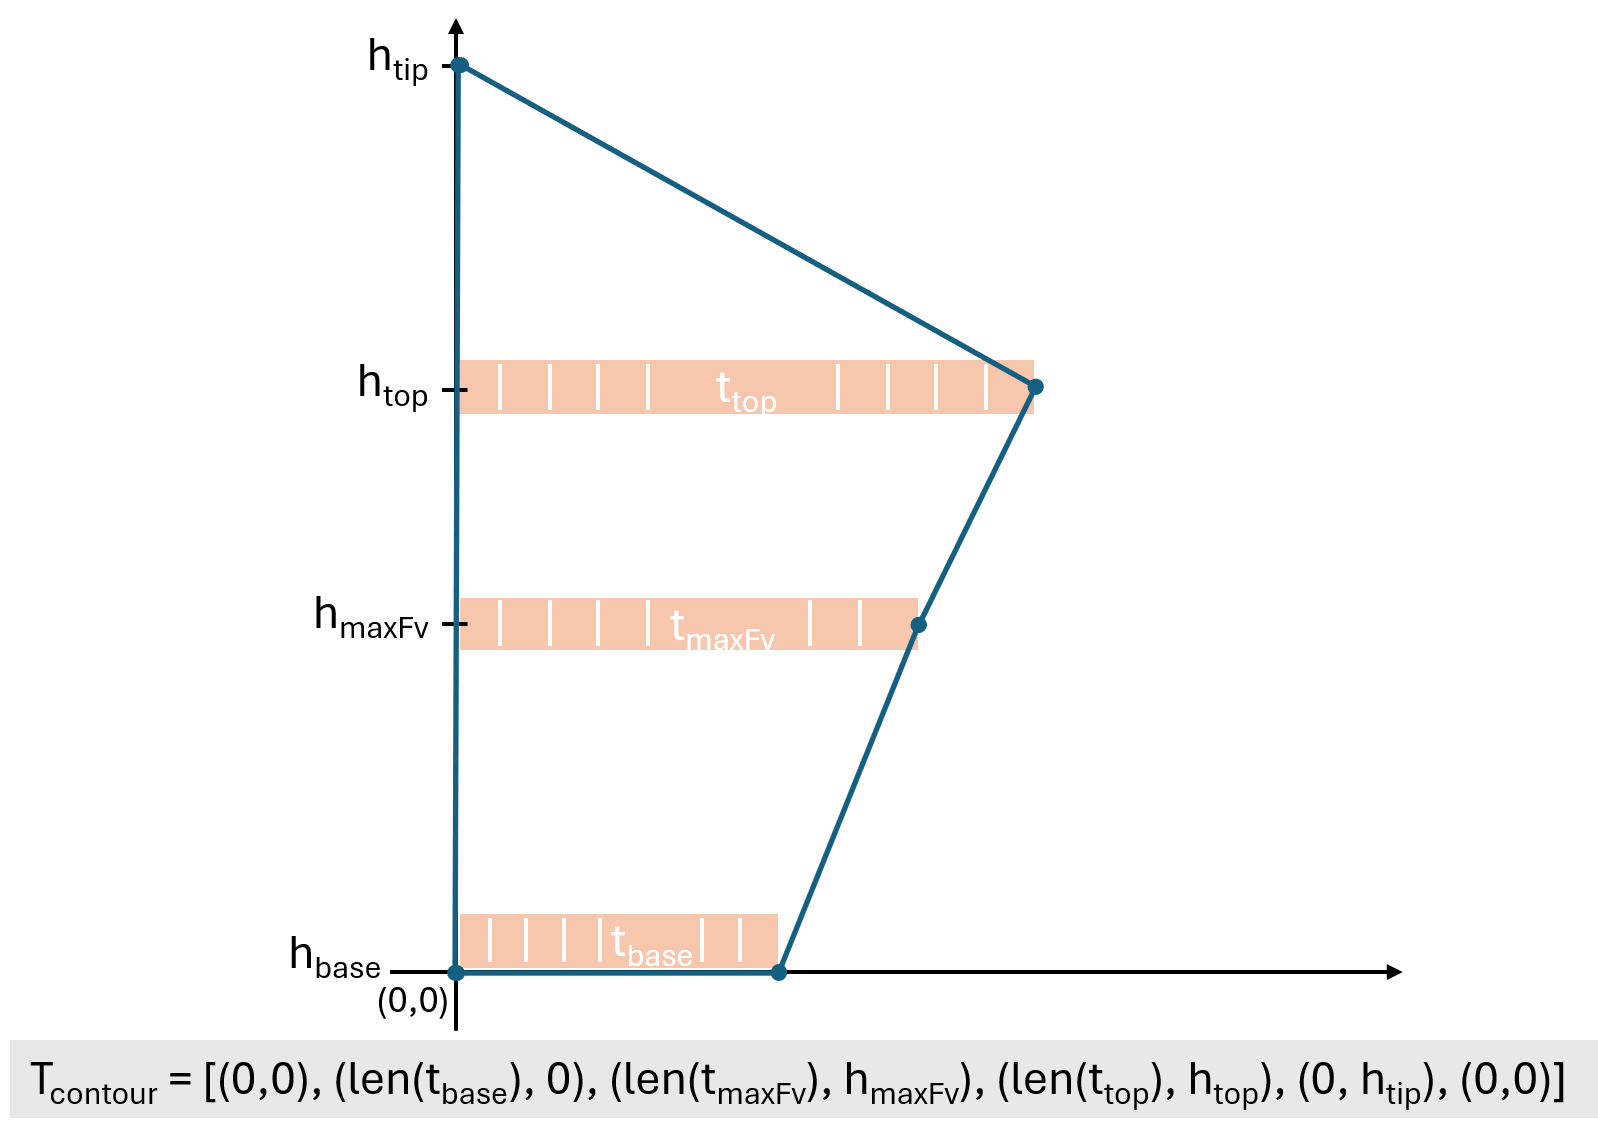 htip
htop
ttop
hmaxFv
tmaxFv
hbase
tbase
(0,0)
Tcontour = [(0,0), (len(tbase), 0), (len(tmaxFv), hmaxFv), (len(ttop), htop), (0, htip), (0,0)]